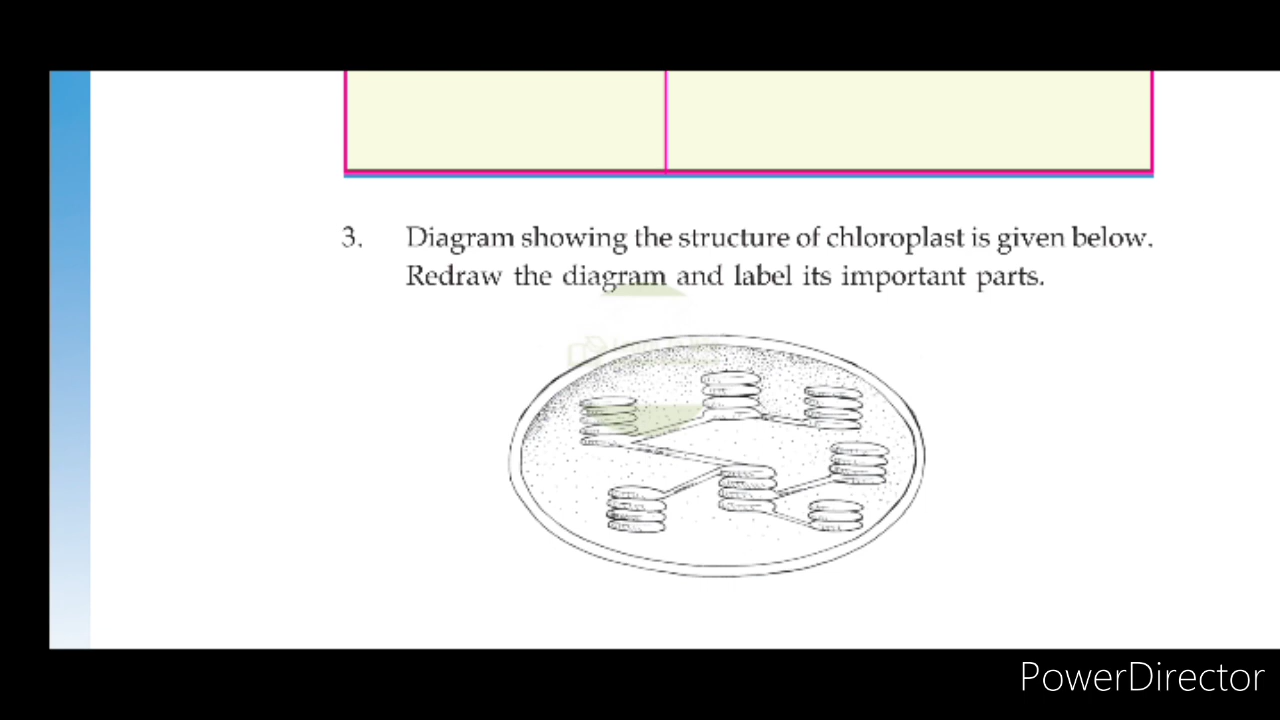 3. Diagram showing the structure of chloroplast is given below.
Redraw the diagram and label its important parts.
PowerDirector